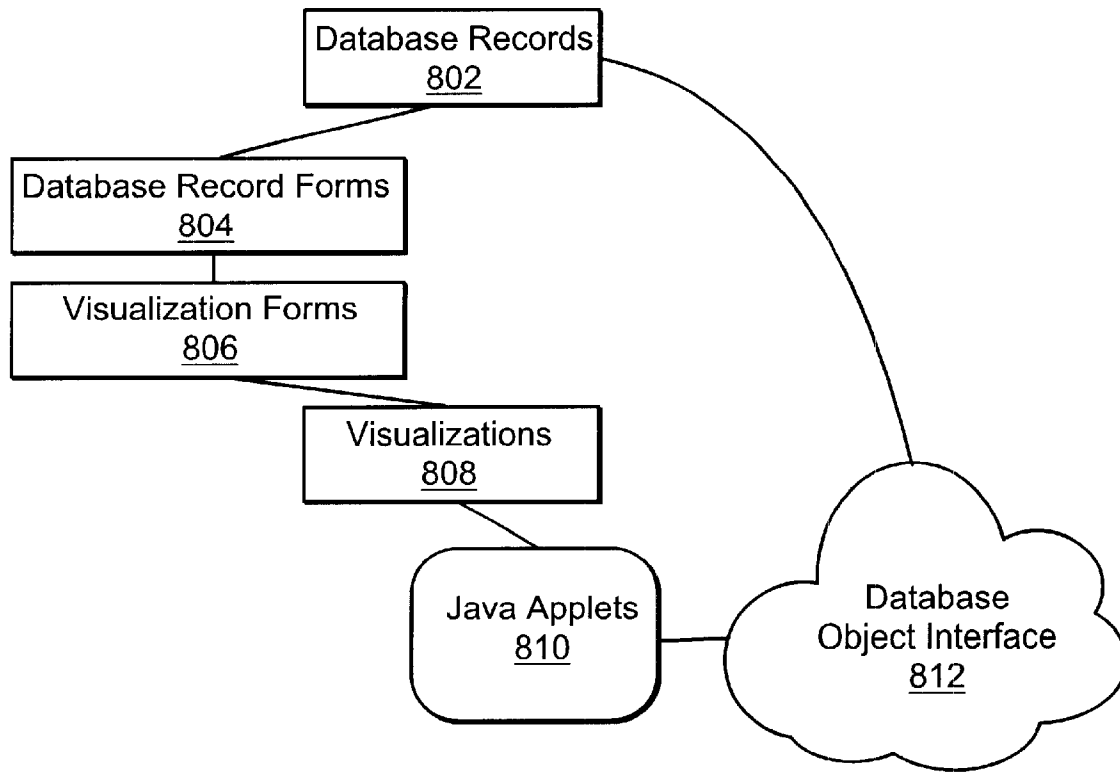 Database Records
802
Database Record Forms
804
Visualization Forms
806
Visualizations
808
Java Applets
810
Database
Object Interface
812